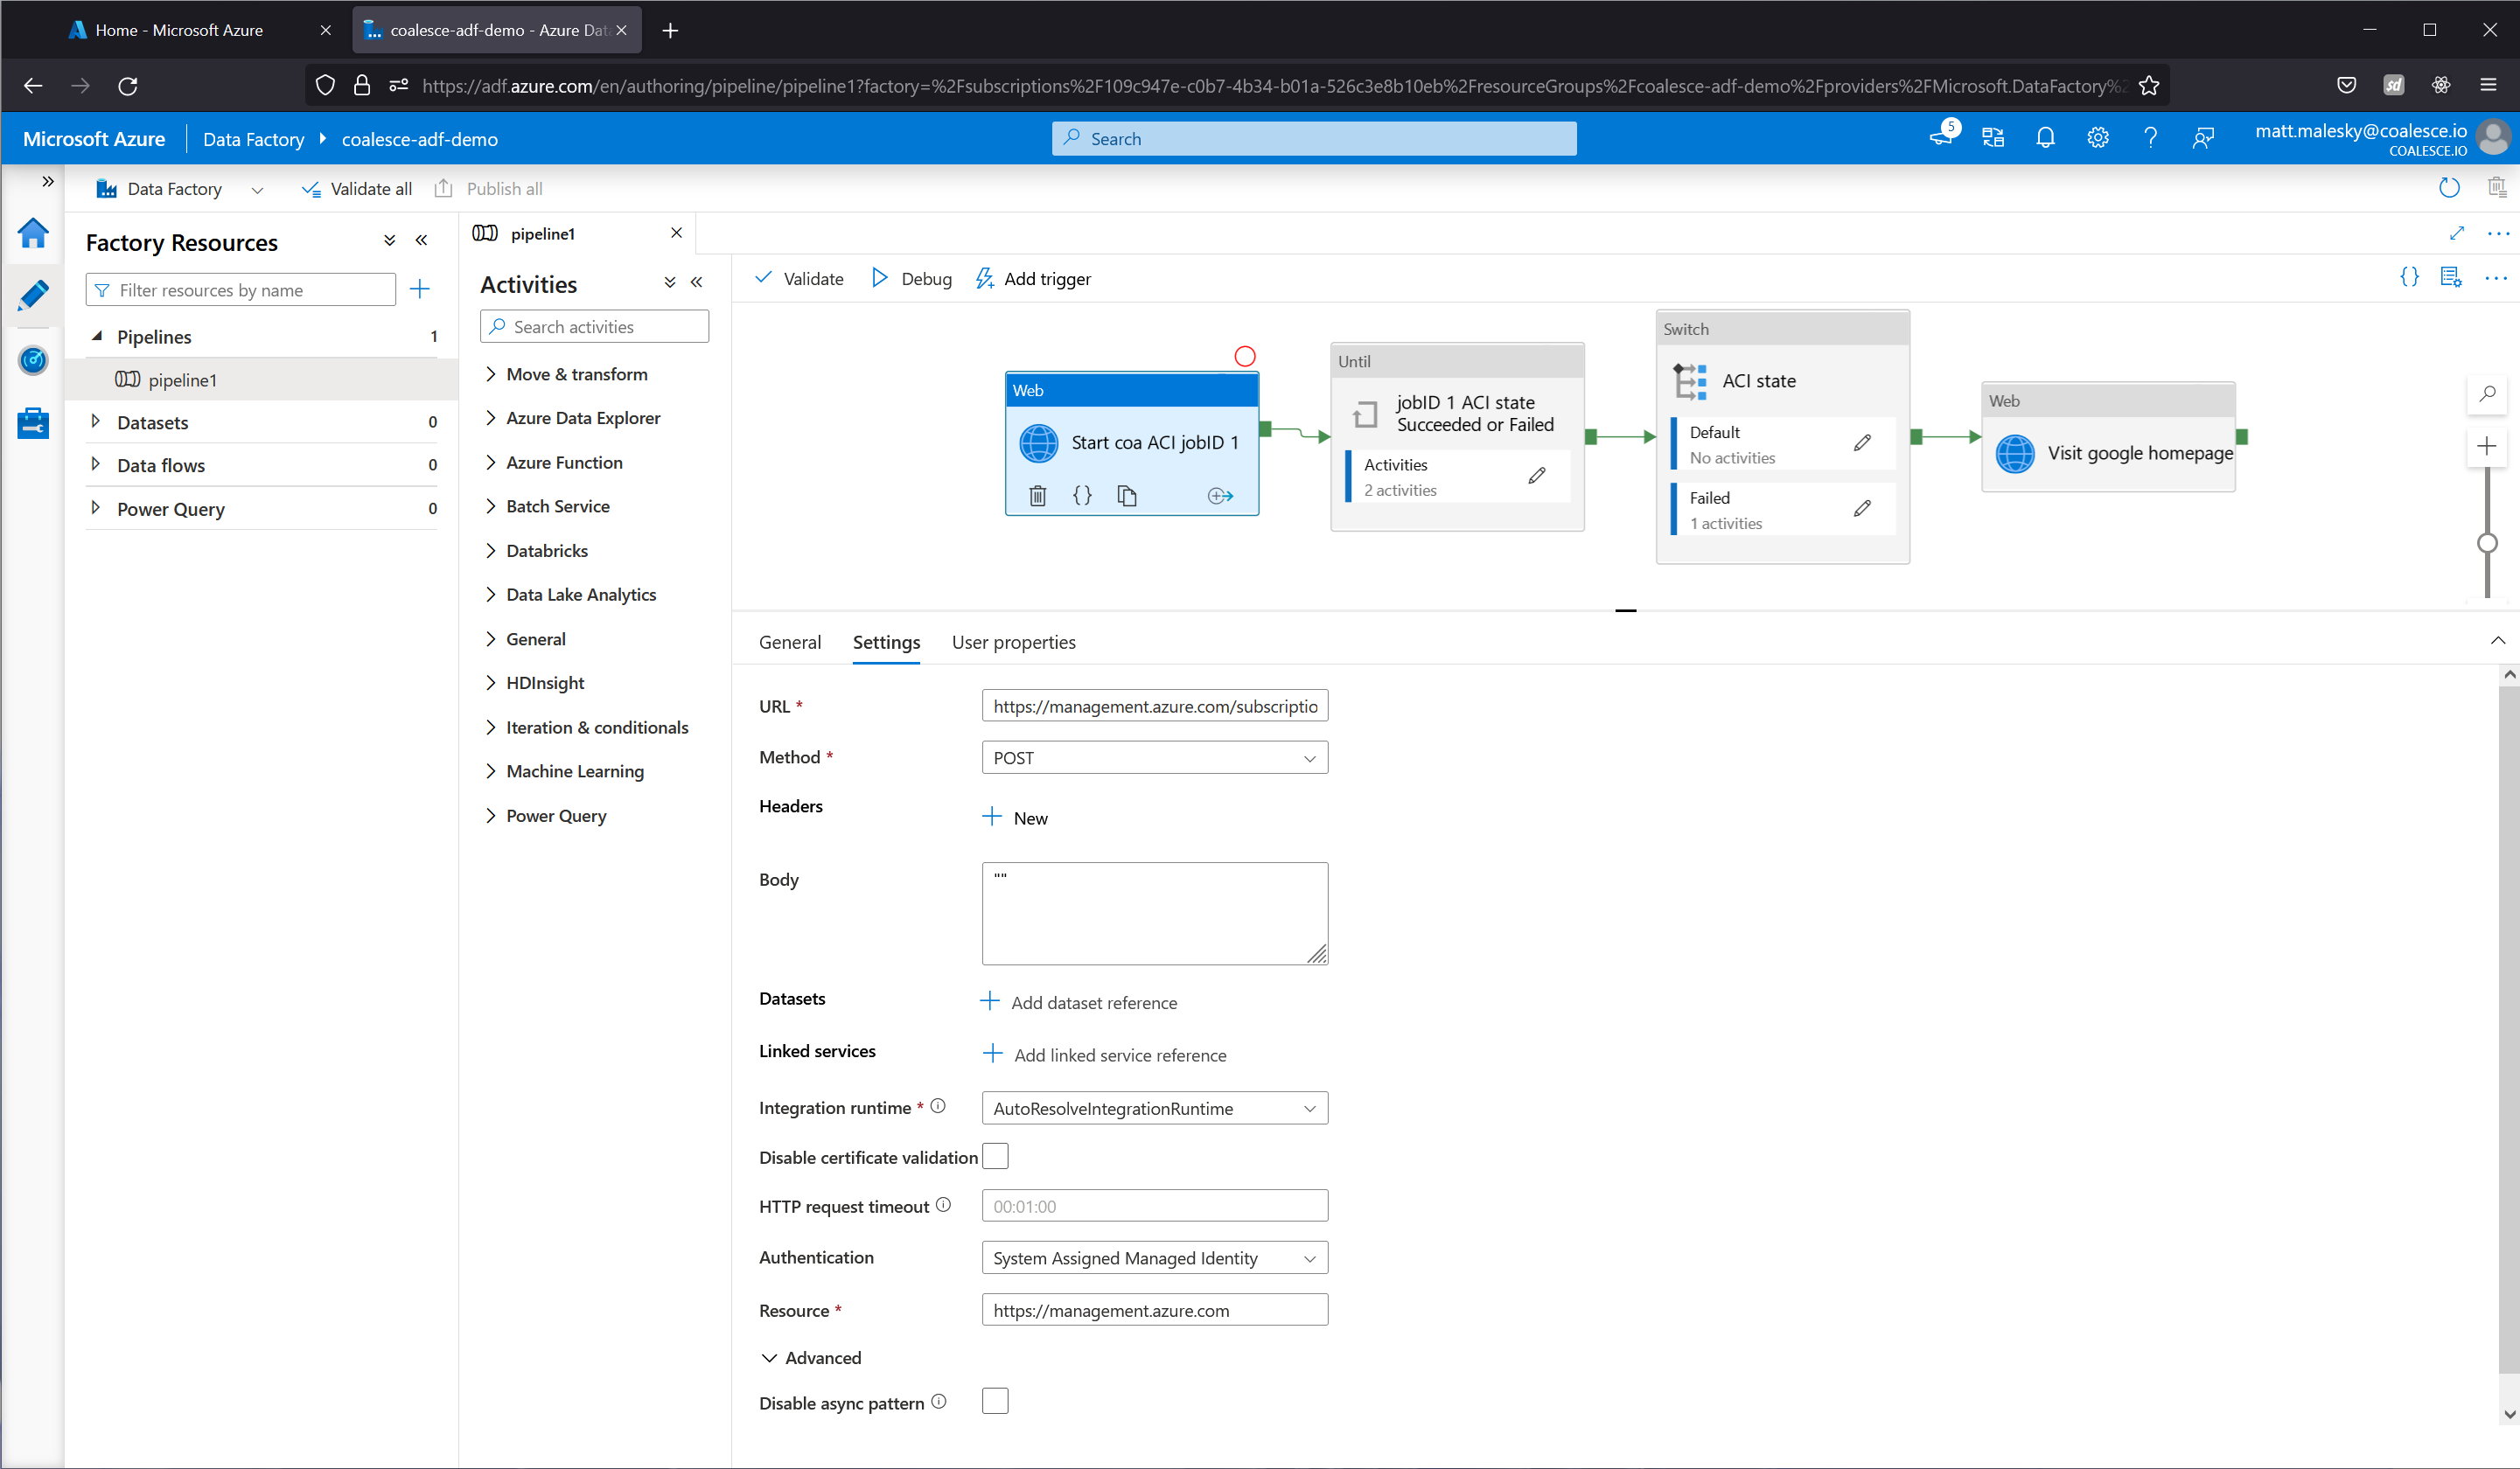 Home - Microsoft Azure
coalesce-adf-demo - Azure Dat
https://adf.azure.com/en/authoring/pipeline/pipeline1?factory=%2Fsubscriptions%2F109c947e-c0b7-4b34-b01a-526c3e8b10eb%2FresourceGroups%2Fcoalesce-adf-demo%2Fproviders%2FMicrosoft.DataFactory%2
sd
Microsoft Azure
Data Factory
coalesce-adf-demo
Search
5
matt.malesky@coalesce.io
COALESCE.IO
Data Factory
Validate all
Publish all
Factory Resources
Filter resources by name
Pipelines 1
pipeline1
Datasets 0
Data flows 0
Power Query 0
pipeline1
Activities
Search activities
Move & transform
Azure Data Explorer
Azure Function
Batch Service
Databricks
Data Lake Analytics
General
HDInsight
Iteration & conditionals
Machine Learning
Power Query
Validate
Debug
Add trigger
Web
Start coa ACI jobID 1
Until
jobID 1 ACI state
Succeeded or Failed
Activities
2 activities
Switch
ACI state
Default
No activities
Failed
1 activities
Web
Visit google homepage
General
Settings
User properties
URL *
https://management.azure.com/subscriptio
Method *
POST
Headers
New
Body
""
Datasets
Add dataset reference
Linked services
Add linked service reference
Integration runtime *
AutoResolveIntegrationRuntime
Disable certificate validation
HTTP request timeout
00:01:00
Authentication
System Assigned Managed Identity
Resource *
https://management.azure.com
Advanced
Disable async pattern